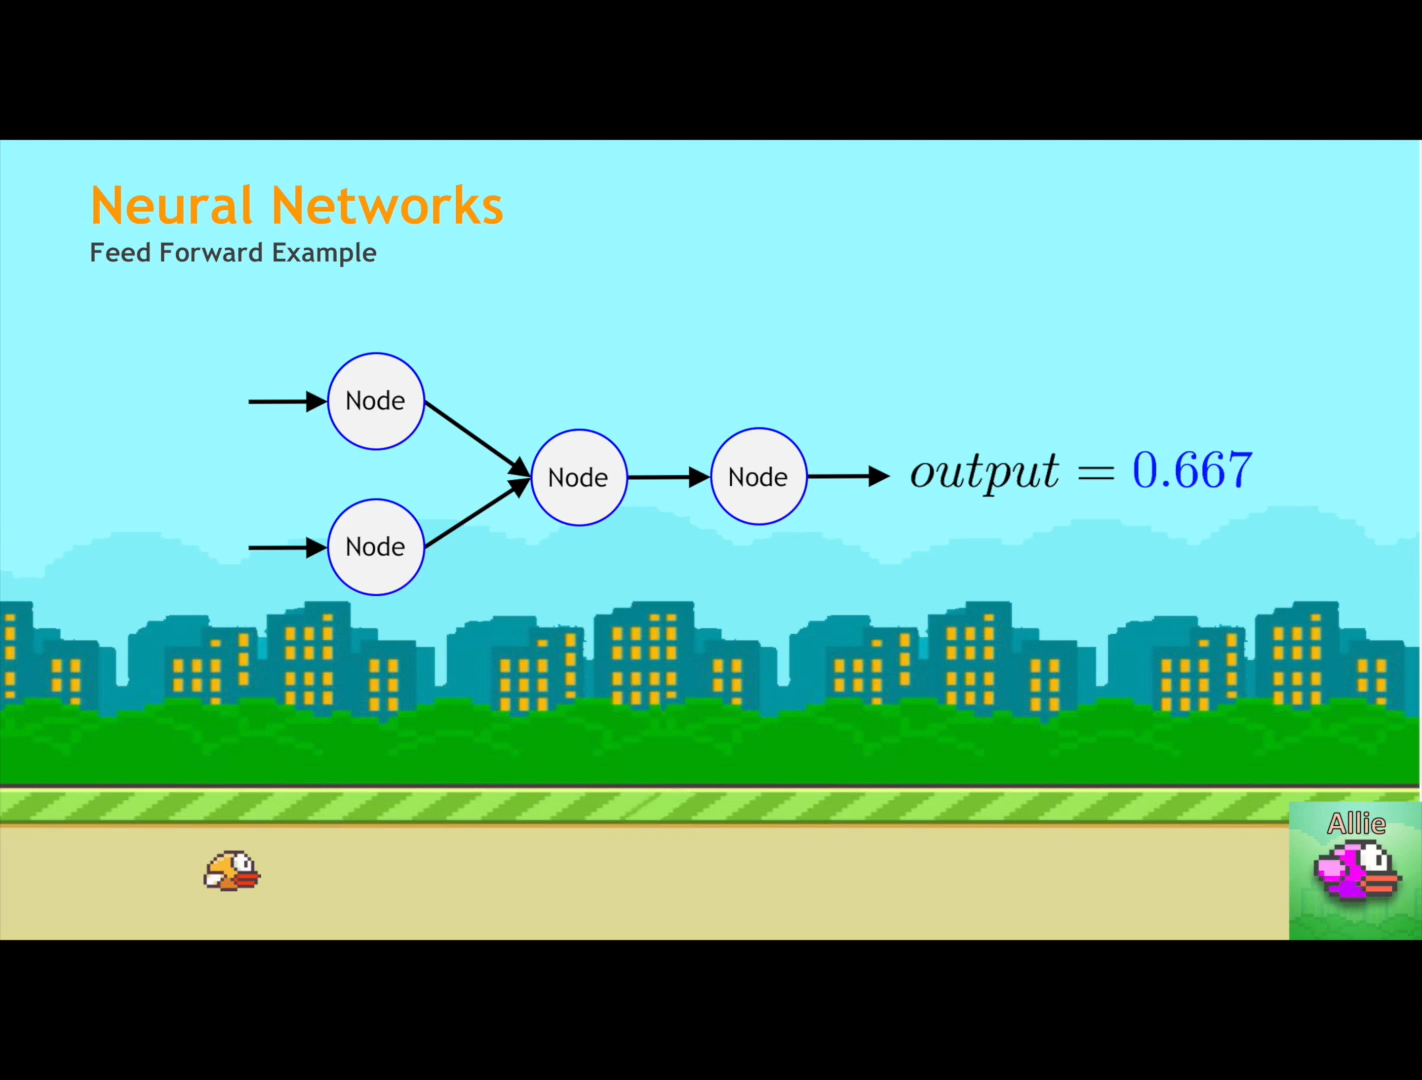 Neural Networks
Feed Forward Example
Node
Node
Node
Node
output = 0.667
Allie